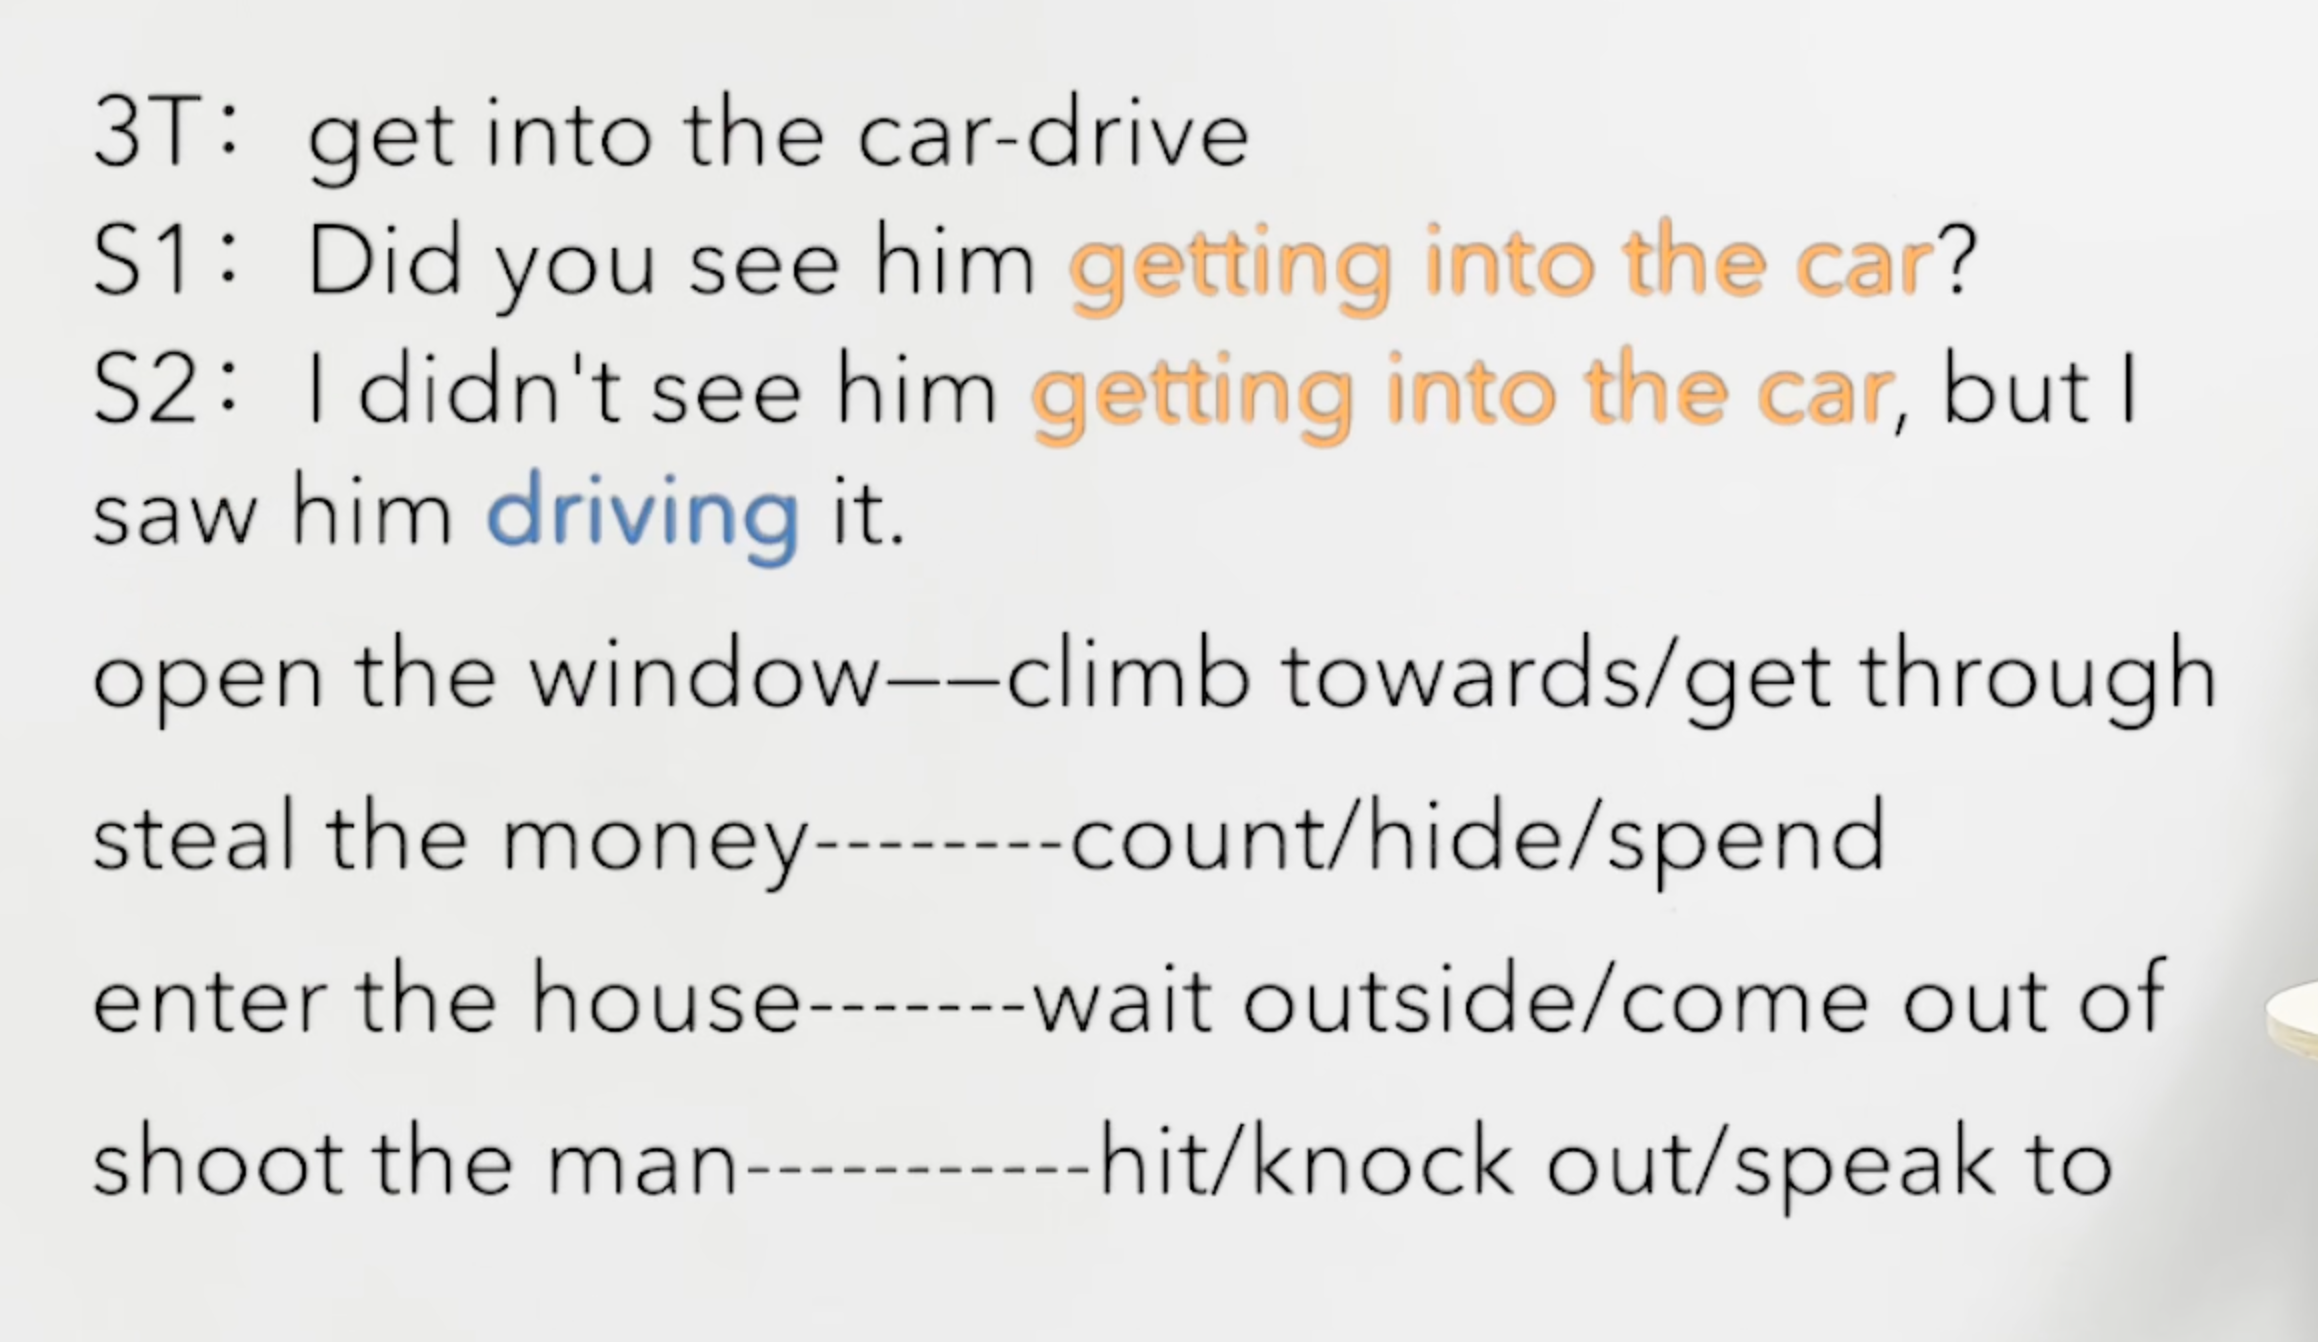 3T： get into the car-drive
S1： Did you see him getting into the car?
S2： I didn't see him getting into the car, but I
saw him driving it.
open the window——climb towards/get through
steal the money--------count/hide/spend
enter the house-------wait outside/come out of
shoot the man-----------hit/knock out/speak to